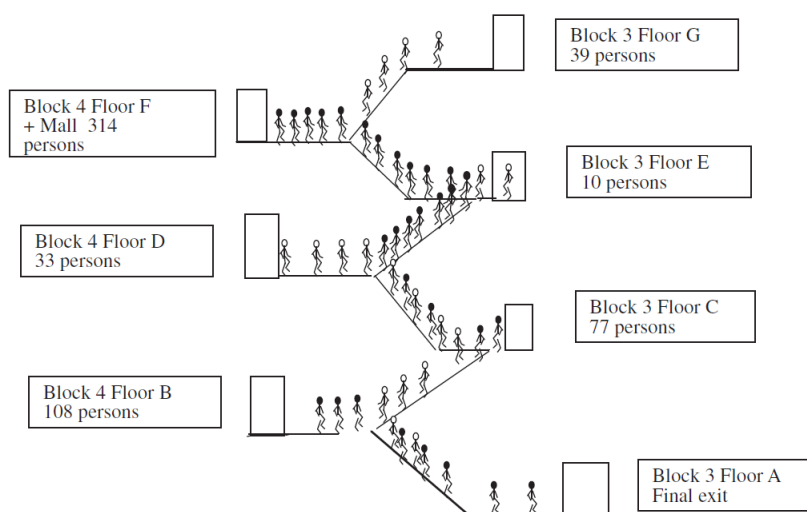 Block 3 Floor G
39 persons
Block 4 Floor F
+ Mall 314
persons
Block 3 Floor E
10 persons
Block 4 Floor D
33 persons
Block 3 Floor C
77 persons
Block 4 Floor B
108 persons
Block 3 Floor A
Final exit